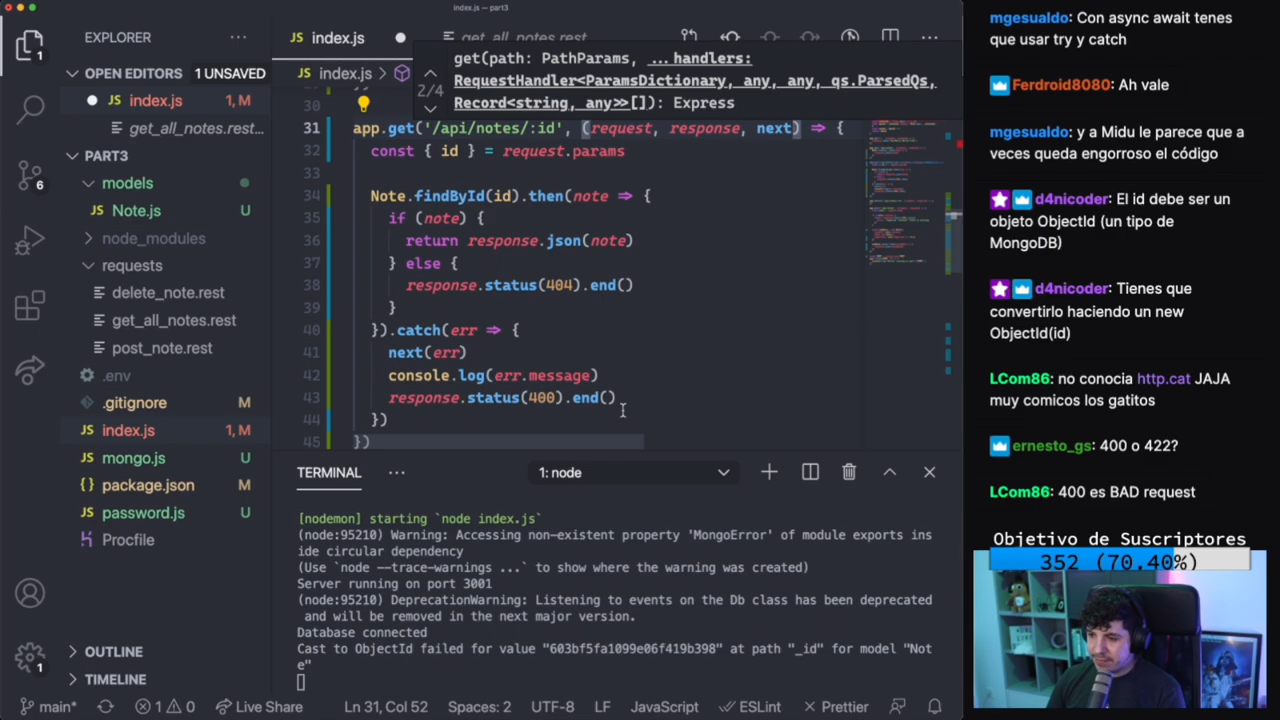 index.js — part3
EXPLORER
1
OPEN EDITORS
1 UNSAVED
index.js
1, M
get_all_notes.rest...
PART3
models
Note.js
U
node_modules
requests
delete_note.rest
get_all_notes.rest
post_note.rest
.env
.gitignore
M
index.js
1, M
mongo.js
U
package.json
M
password.js
U
Procfile
OUTLINE
TIMELINE
6
1
index.js
get_all_notes.rest
index.js
get(path: PathParams, ...handlers:
RequestHandler<ParamsDictionary, any, any, qs.ParsedQs,
Record<string, any>>[]): Express
2/4
30
31 app.get('/api/notes/:id', (request, response, next) => {
32 const { id } = request.params
33
34 Note.findById(id).then(note => {
35 if (note) {
36 return response.json(note)
37 } else {
38 response.status(404).end()
39 }
40 }).catch(err => {
41 next(err)
42 console.log(err.message)
43 response.status(400).end()
44 })
45 })
TERMINAL
1: node
[nodemon] starting `node index.js`
(node:95210) Warning: Accessing non-existent property 'MongoError' of module exports ins
ide circular dependency
(Use `node --trace-warnings ...` to show where the warning was created)
Server running on port 3001
(node:95210) DeprecationWarning: Listening to events on the Db class has been deprecated
and will be removed in the next major version.
Database connected
Cast to ObjectId failed for value "603bf5fa1099e06f419b398" at path "_id" for model "Not
e"
main*
1
0
Live Share
Ln 31, Col 52
Spaces: 2
UTF-8
LF
JavaScript
ESLint
Prettier
mgesualdo: Con async await tenes
que usar try y catch
Ferdroid8080: Ah vale
mgesualdo: y a Midu le parece que a
veces queda engorroso el código
d4nicoder: El id debe ser un
objeto ObjectId (un tipo de
MongoDB)
d4nicoder: Tienes que
convertirlo haciendo un new
ObjectId(id)
LCom86: no conocia http.cat JAJA
muy comicos los gatitos
ernesto_gs: 400 o 422?
LCom86: 400 es BAD request
Objetivo de Suscriptores
352 (70.40%)